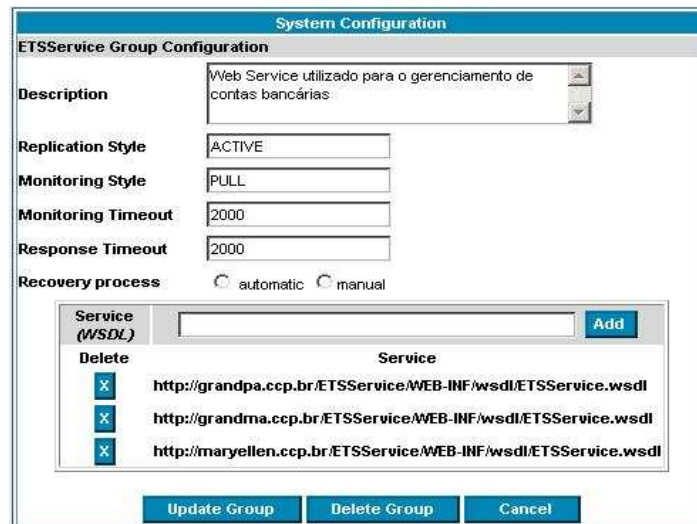 System Configuration
ETSService Group Configuration
Description
Web Service utilizado para o gerenciamento de
contas bancárias
Replication Style
ACTIVE
Monitoring Style
PULL
Monitoring Timeout
2000
Response Timeout
2000
Recovery process
automatic
manual
Service
(WSDL)
Add
Delete
Service
X
http://grandpa.ccp.br/ETSService/WEB-INF/wsdl/ETSService.wsdl
X
http://grandma.ccp.br/ETSService/WEB-INF/wsdl/ETSService.wsdl
X
http://maryellen.ccp.br/ETSService/WEB-INF/wsdl/ETSService.wsdl
Update Group
Delete Group
Cancel